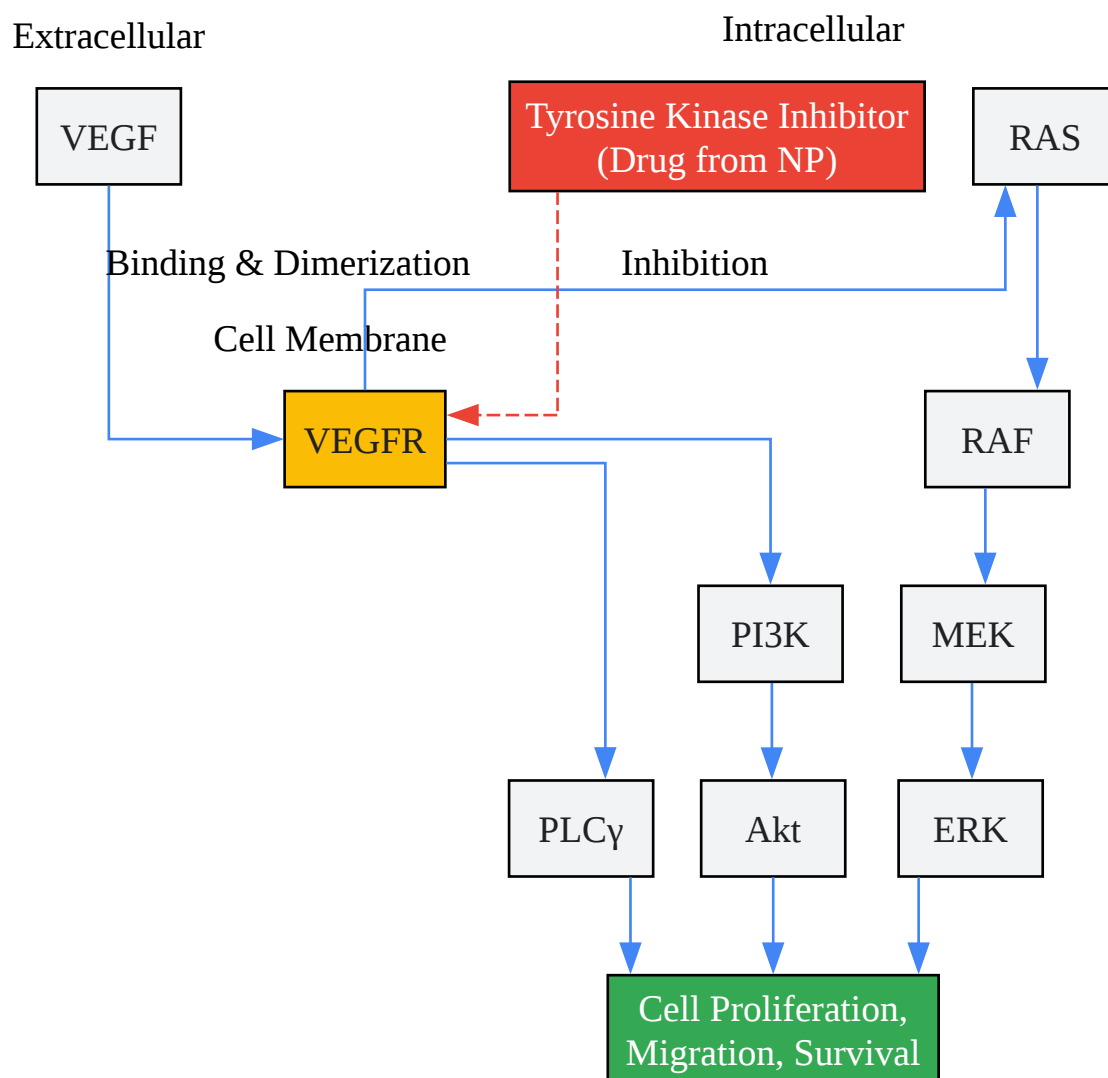 Extracellular
Intracellular
VEGF
Tyrosine Kinase Inhibitor
(Drug from NP)
RAS
Binding & Dimerization
Inhibition
Cell Membrane
VEGFR
RAF
PI3K
MEK
PLCγ
Akt
ERK
Cell Proliferation,
Migration, Survival